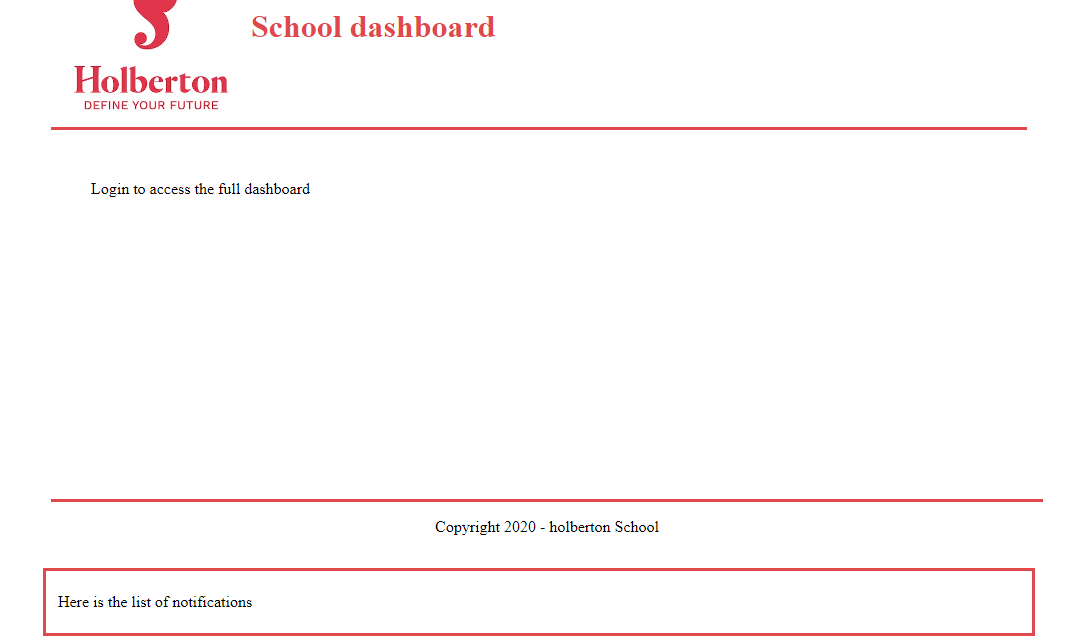 School dashboard
Holberton
DEFINE YOUR FUTURE
Login to access the full dashboard
Copyright 2020 - holberton School
Here is the list of notifications